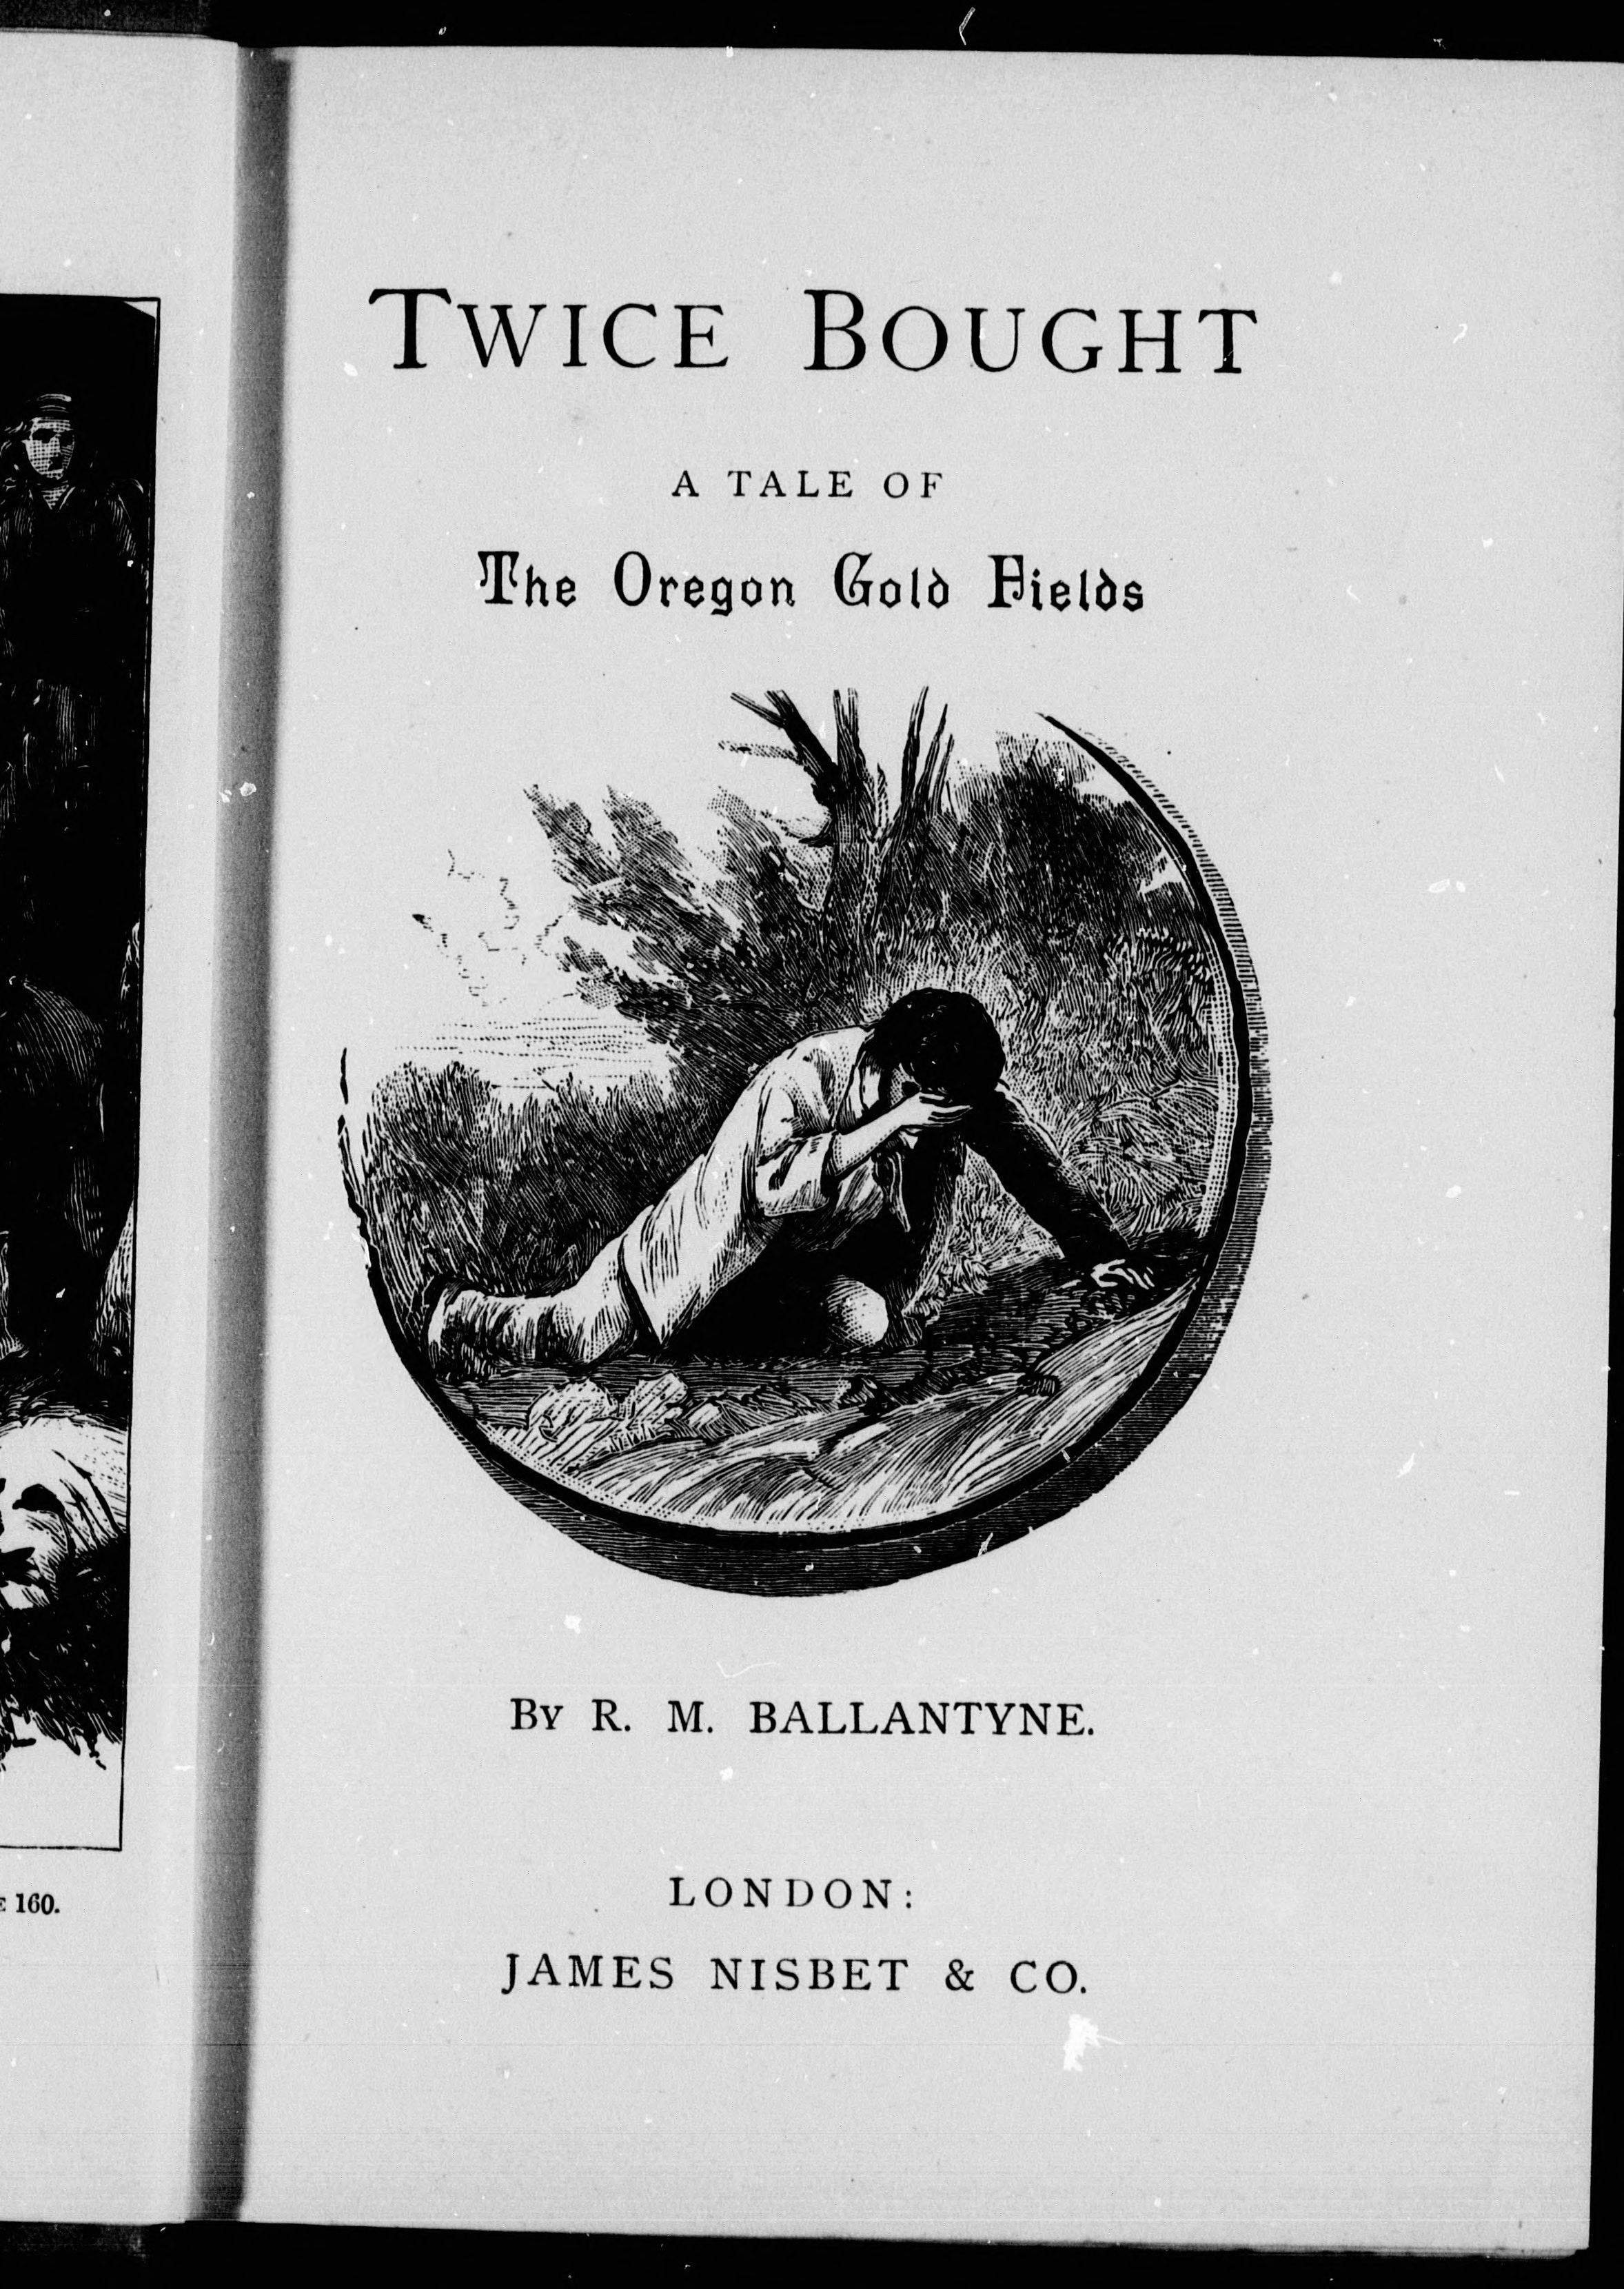 TWICE BOUGHT
A TALE OF
The Oregon Gold Fields
BY R. M. BALLANTYNE.
LONDON:
JAMES NISBET & CO.
160.